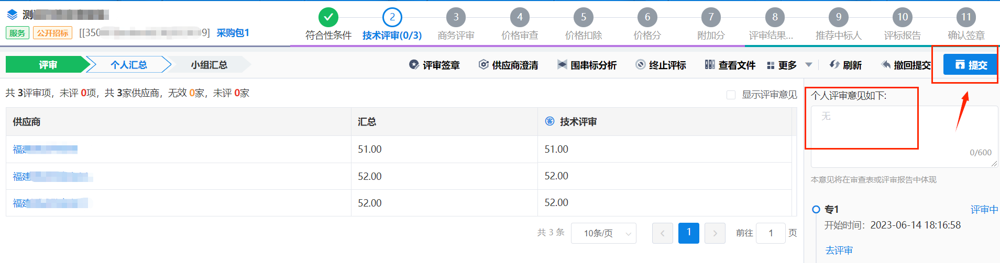 测
服务 公开招标 [[350 9] 采购包1
2 3 4 5 6 7 8 9 10 11
符合性条件 技术评审(0/3) 商务评审 价格审查 价格扣除 价格分 附加分 评审结果... 推荐中标人 评标报告 确认签章
评审 个人汇总 小组汇总 评审签章 供应商澄清 围串标分析 终止评标 查看文件 更多 刷新 撤回提交 提交
共 3评审项，未评 0项，共 3家供应商，无效 0家，未评 0家 显示评审意见
个人评审意见如下:
无
0/600
本意见将在审查表或评审报告中体现
供应商 汇总 客 技术评审
福建 51.00 51.00
福建 52.00 52.00
福建 52.00 52.00
共 3 条 10条/页 1 前往 1 页
专1 评审中
开始时间：2023-06-14 18:16:58
去评审